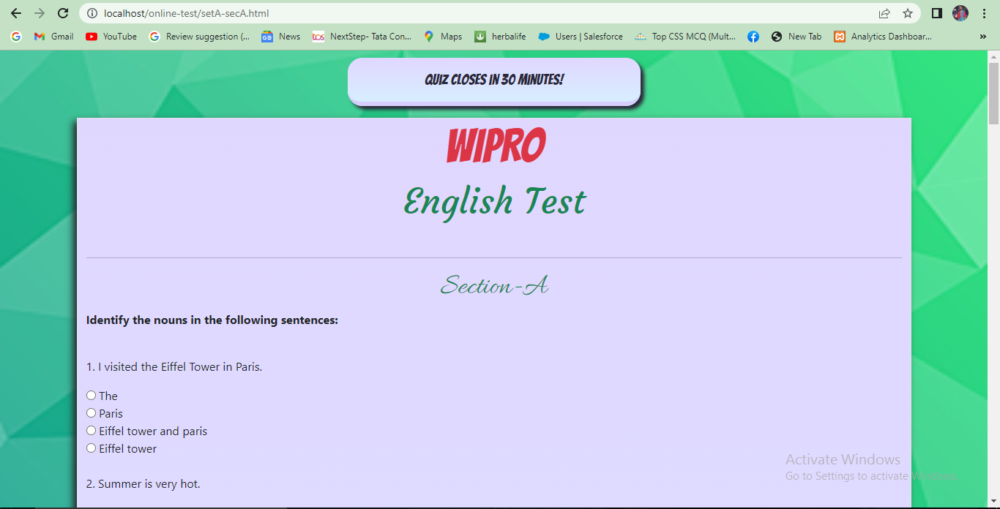 localhost/online-test/setA-secA.html
Gmail YouTube Review suggestion (... News NextStep- Tata Con... Maps herbalife Users | Salesforce Top CSS MCQ (Mult... New Tab Analytics Dashboar... »
QUIZ CLOSES IN 30 MINUTES!
WIPRO
English Test
Section-A
Identify the nouns in the following sentences:
1. I visited the Eiffel Tower in Paris.
The
Paris
Eiffel tower and paris
Eiffel tower
2. Summer is very hot.
Activate Windows
Go to Settings to activate Windows.